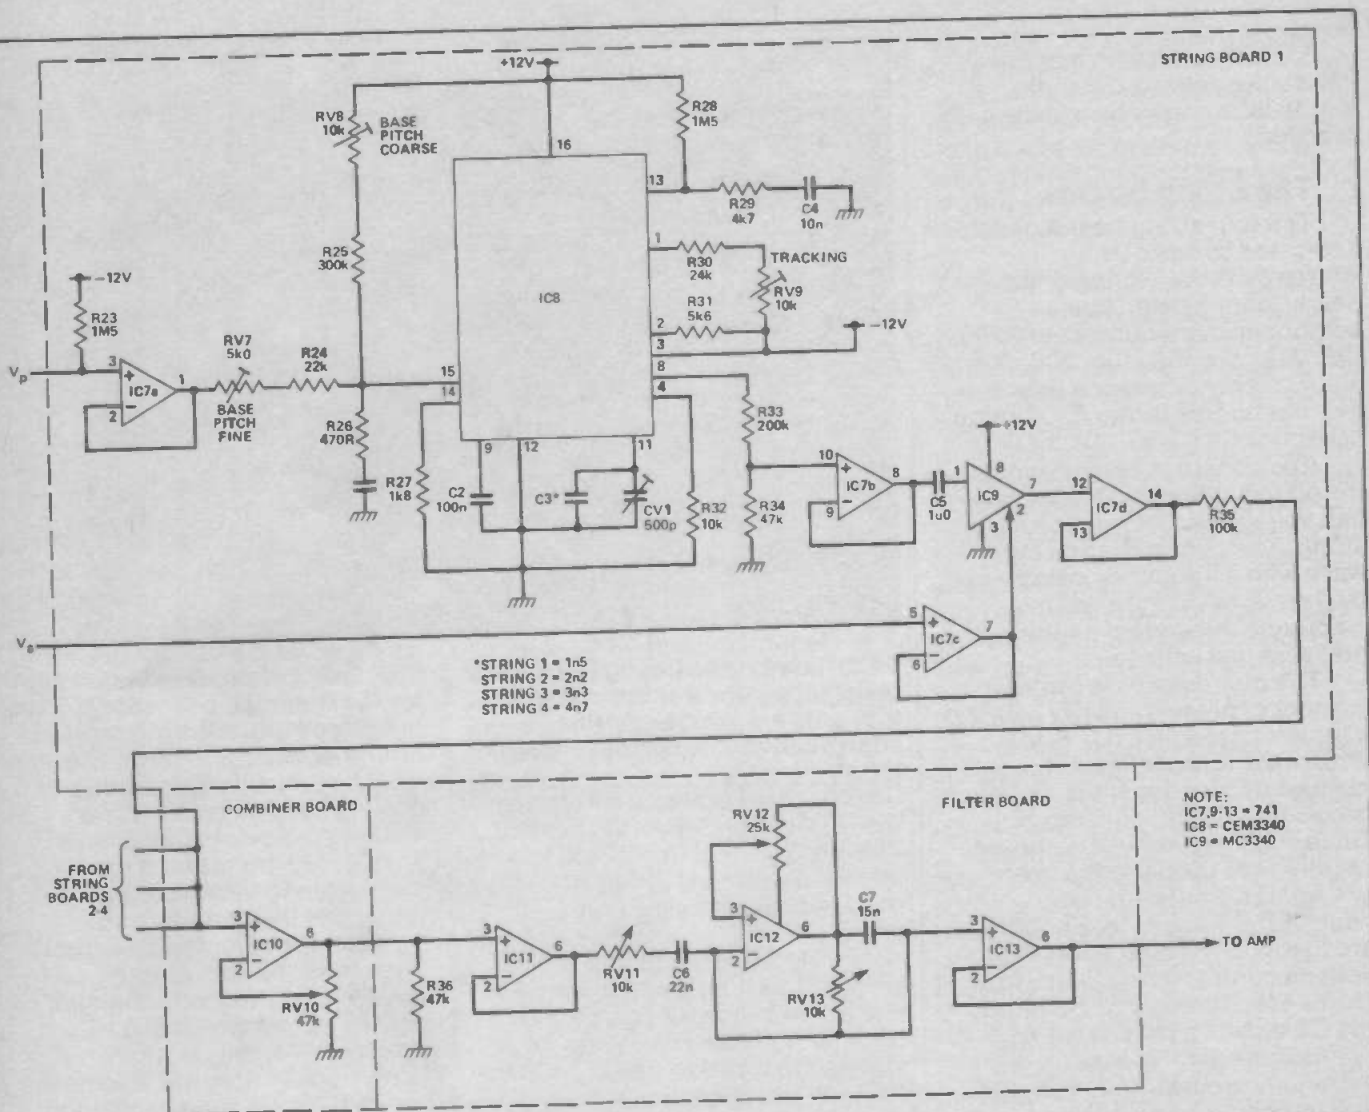 STRING BOARD 1
+12V
RV8
10k
BASE
PITCH
COARSE
R28
1M5
16
13
R29
4k7
C4
10n
R25
300k
1
R30
24k
TRACKING
RV9
10k
IC8
R31
5k6
2
3
-12V
-12V
R23
1M5
RV7
5k0
R24
22k
Vp
3
+
IC7a
1
-
2
BASE
PITCH
FINE
15
14
8
4
R26
470R
R33
200k
9
12
11
R27
1k8
C2
100n
C3*
CV1
500p
R32
10k
R34
47k
10
+
IC7b
8
-
9
C5
1u0
+12V
8
1
IC9
7
2
3
12
+
IC7d
14
-
13
R35
100k
Vs
5
+
IC7c
7
-
6
*STRING 1 = 1n5
STRING 2 = 2n2
STRING 3 = 3n3
STRING 4 = 4n7
COMBINER BOARD
FILTER BOARD
NOTE:
IC7,9-13 = 741
IC8 = CEM3340
IC9 = MC3340
FROM
STRING
BOARDS
2-4
3
+
IC10
6
-
2
RV10
47k
R36
47k
3
+
IC11
6
-
2
RV11
10k
C6
22n
RV12
25k
3
+
IC12
6
-
2
C7
15n
RV13
10k
3
+
IC13
6
-
2
TO AMP